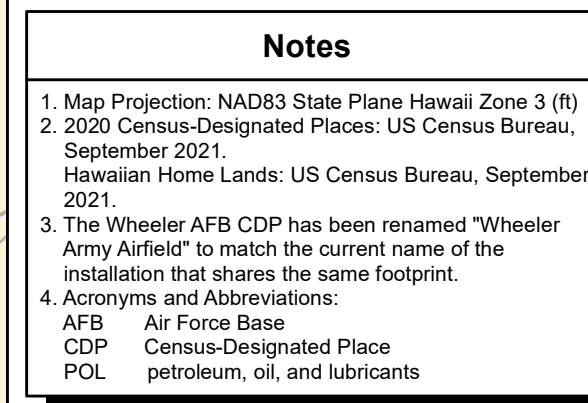 Notes
1. Map Projection: NAD83 State Plane Hawaii Zone 3 (ft)
2. 2020 Census-Designated Places: US Census Bureau,
September 2021.
Hawaiian Home Lands: US Census Bureau, September
2021.
3. The Wheeler AFB CDP has been renamed "Wheeler
Army Airfield" to match the current name of the
installation that shares the same footprint.
4. Acronyms and Abbreviations:
AFB Air Force Base
CDP Census-Designated Place
POL petroleum, oil, and lubricants